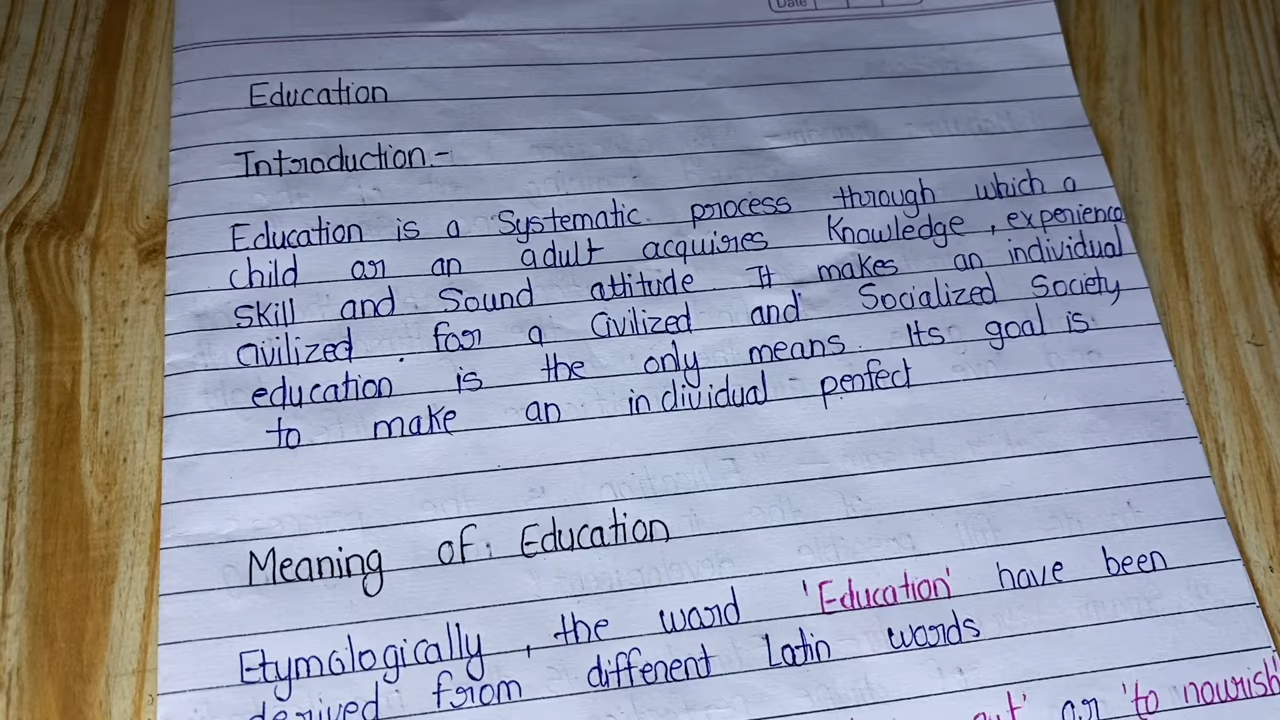 Date
Education
Introduction:-
Education is a Systematic process through which a
child or an adult acquires Knowledge, experience
Skill and Sound attitude. It makes an individual
Civilized. for a Civilized and Socialized Society
education is the only means. Its goal is
to make an individual perfect
Meaning of Education
Etymologically, the word 'Education' have been
derived from different Latin words
out' or 'to nourish'